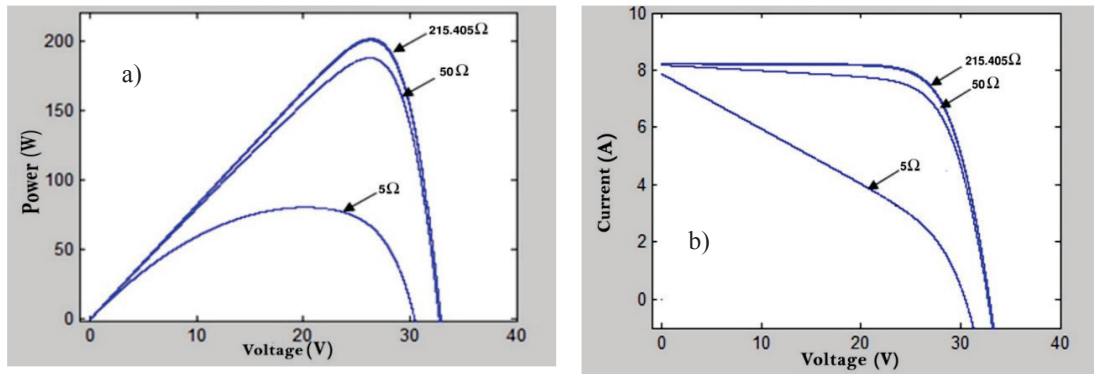 200
150
100
50
0
Power (W)
a)
215.405Ω
50Ω
5Ω
0 10 20 30 40
Voltage (V)
10
8
6
4
2
0
Current (A)
b)
215.405Ω
50Ω
5Ω
0 10 20 30 40
Voltage (V)